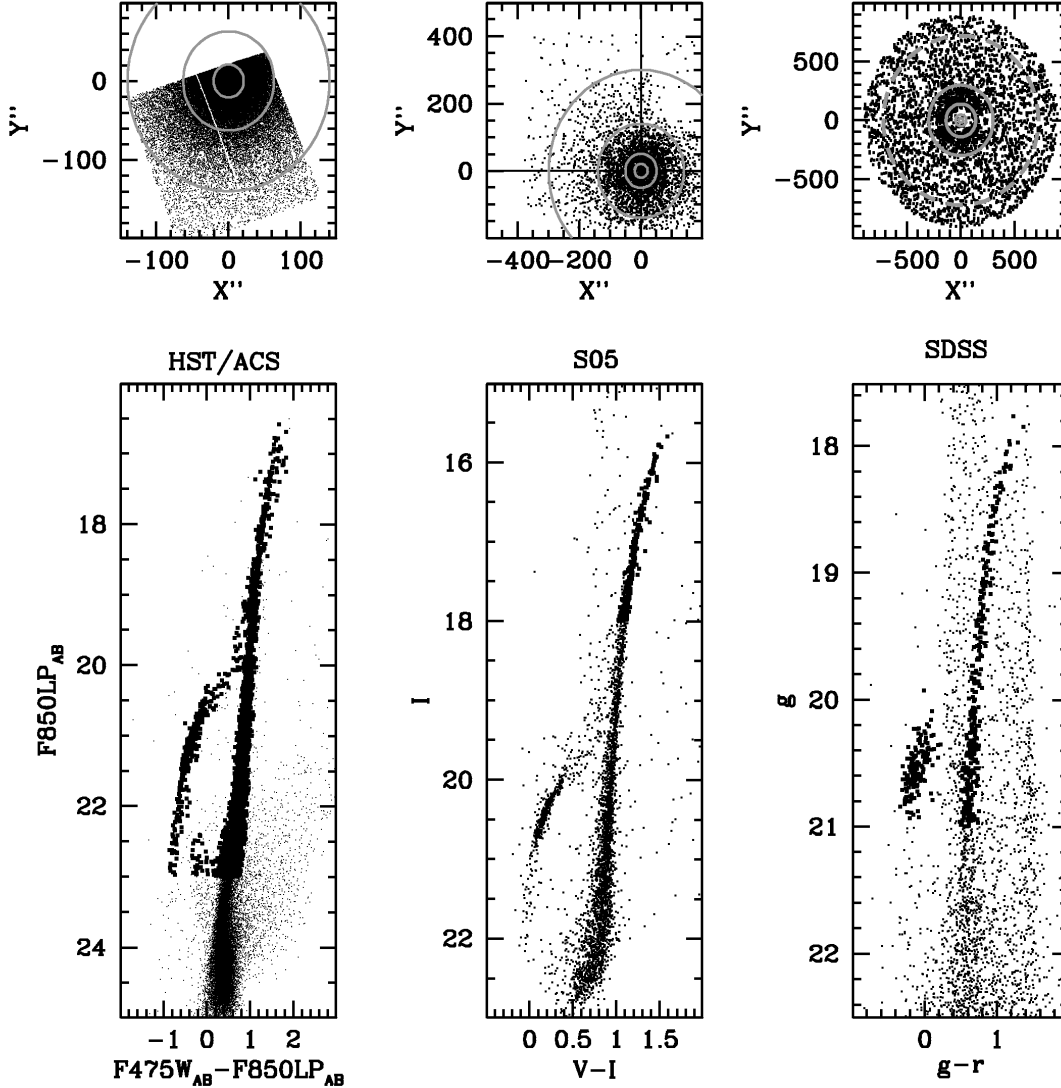 0
-100
Y''
-100 0 100
X''
400
200
0
Y''
-400 -200 0
X''
500
0
-500
Y''
-500 0 500
X''
HST/ACS
18
20
22
24
F850LP_AB
-1 0 1 2
F475W_AB-F850LP_AB
S05
16
18
20
22
I
0 0.5 1 1.5
V-I
SDSS
18
19
20
21
22
g
0 1
g-r